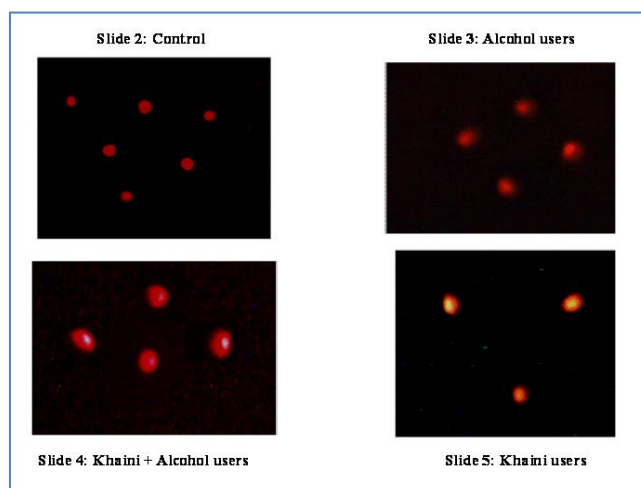 Slide 2: Control
Slide 3: Alcohol users
Slide 4: Khaini + Alcohol users
Slide 5: Khaini users